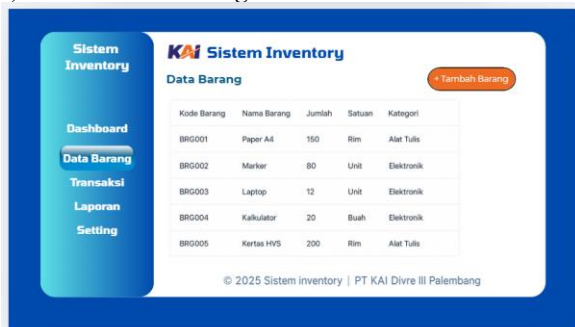 Sistem
Inventory
Dashboard
Data Barang
Transaksi
Laporan
Setting
KAI Sistem Inventory
Data Barang
+Tambah Barang
Kode Barang Nama Barang Jumlah Satuan Kategori
BRG001 Paper A4 150 Rim Alat Tulis
BRG002 Marker 80 Unit Elektronik
BRG003 Laptop 12 Unit Elektronik
BRG004 Kalkulator 20 Buah Elektronik
BRG005 Kertas HVS 200 Rim Alat Tulis
© 2025 Sistem inventory | PT KAI Divre III Palembang